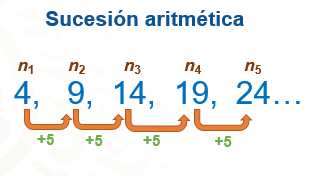 Sucesión aritmética
n1 n2 n3 n4 n5
4, 9, 14, 19, 24...
+5 +5 +5 +5